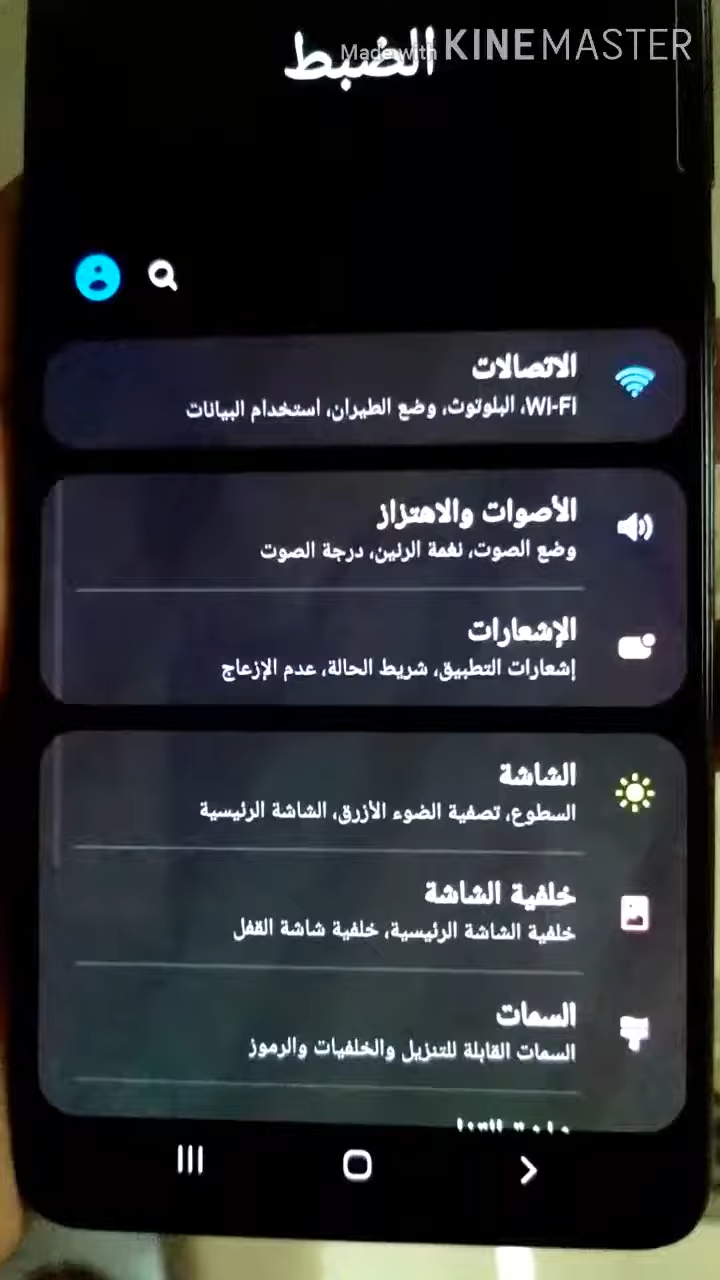 الضبط
Made with KINEMASTER
الاتصالات
Wi-Fi، البلوتوث، وضع الطيران، استخدام البيانات
الأصوات والاهتزاز
وضع الصوت، نغمة الرنين، درجة الصوت
الإشعارات
إشعارات التطبيق، شريط الحالة، عدم الإزعاج
الشاشة
السطوع، تصفية الضوء الأزرق، الشاشة الرئيسية
خلفية الشاشة
خلفية الشاشة الرئيسية، خلفية شاشة القفل
السمات
السمات القابلة للتنزيل والخلفيات والرموز